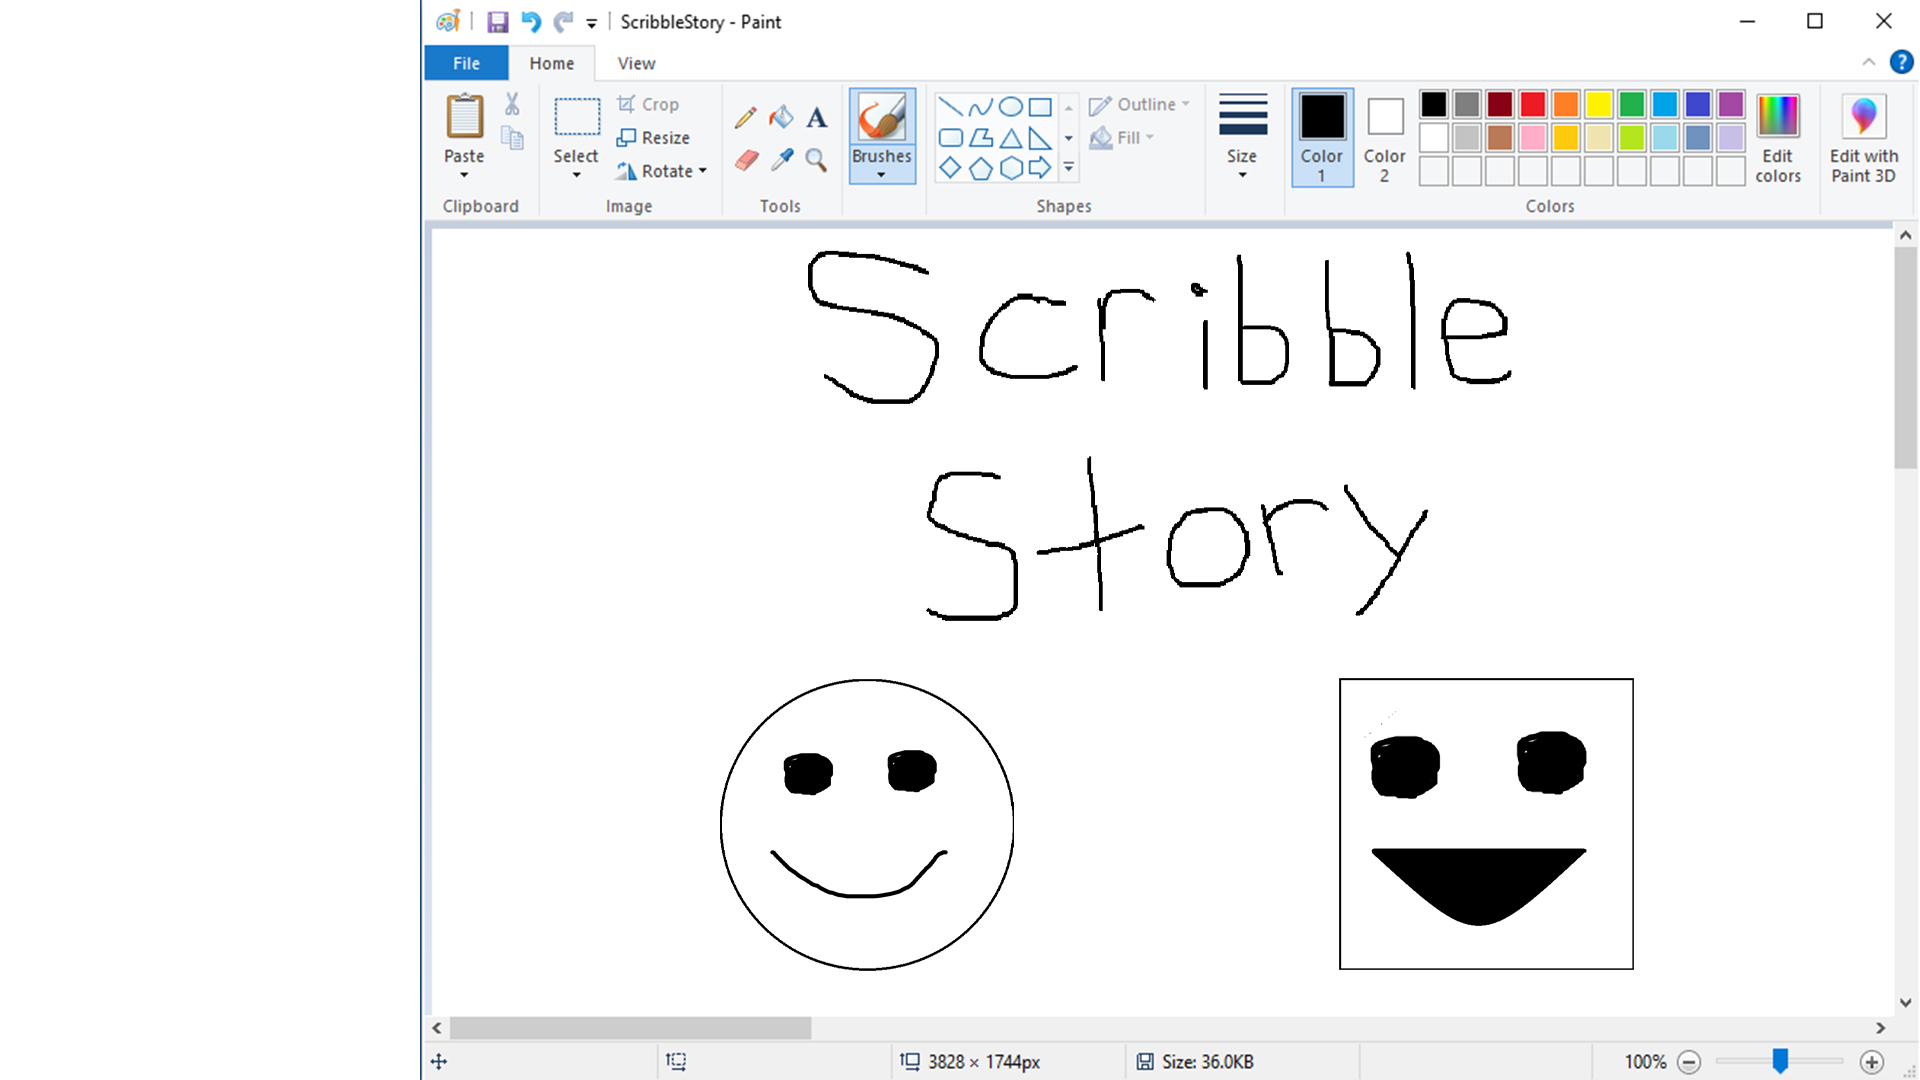 ScribbleStory - Paint
File Home View
Paste Select Crop Resize Rotate A Brushes Outline Fill Size Color 1 Color 2 Edit colors Edit with Paint 3D ?
Clipboard Image Tools Shapes Colors
Scribble
Story
3828 × 1744px Size: 36.0KB 100%